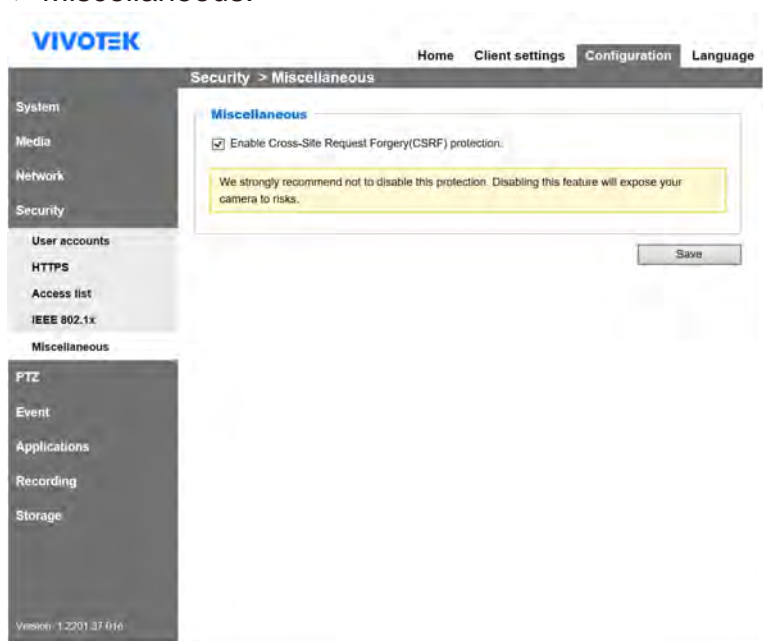 VIVOTEK
Home Client settings Configuration Language
Security > Miscellaneous
System
Media
Network
Security
User accounts
HTTPS
Access list
IEEE 802.1x
Miscellaneous
PTZ
Event
Applications
Recording
Storage
Miscellaneous
Enable Cross-Site Request Forgery(CSRF) protection.
We strongly recommend not to disable this protection. Disabling this feature will expose your
camera to risks.
Save
Version: